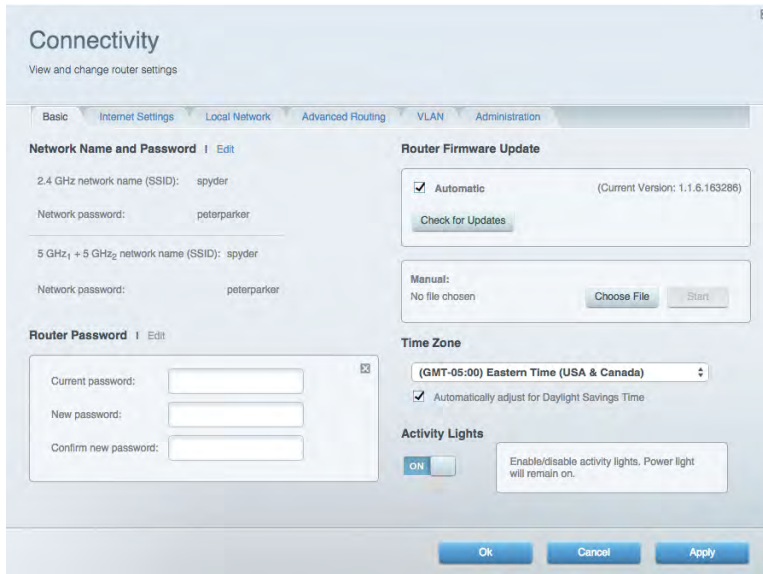 Connectivity
View and change router settings
Basic Internet Settings Local Network Advanced Routing VLAN Administration
Network Name and Password | Edit
2.4 GHz network name (SSID): spyder
Network password: peterparker
5 GHz1 + 5 GHz2 network name (SSID): spyder
Network password: peterparker
Router Password | Edit
Current password:
New password:
Confirm new password:
Router Firmware Update
Automatic (Current Version: 1.1.6.163286)
Check for Updates
Manual:
No file chosen Choose File Start
Time Zone
(GMT-05:00) Eastern Time (USA & Canada)
Automatically adjust for Daylight Savings Time
Activity Lights
ON
Enable/disable activity lights. Power light
will remain on.
Ok Cancel Apply